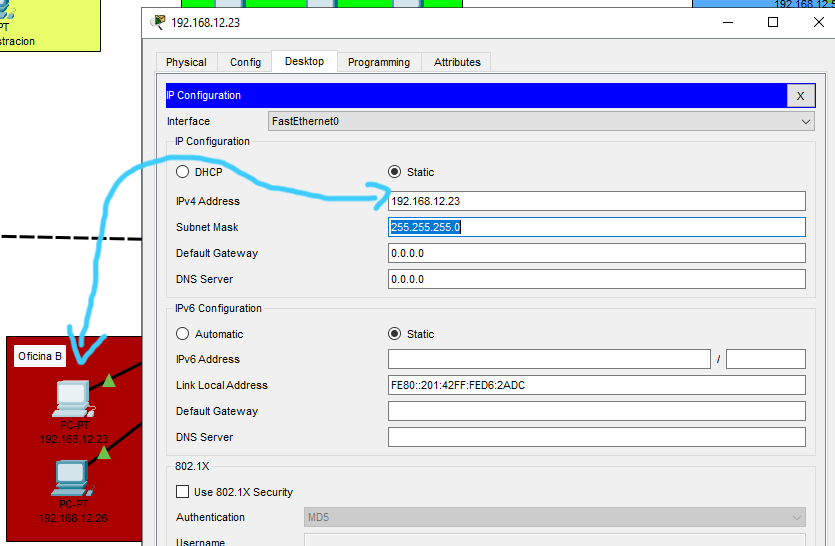 PT
stracion
192.168.12.23
Physical
Config
Desktop
Programming
Attributes
IP Configuration
X
Interface
FastEthernet0
IP Configuration
DHCP
Static
IPv4 Address
192.168.12.23
Subnet Mask
255.255.255.0
Default Gateway
0.0.0.0
DNS Server
0.0.0.0
IPv6 Configuration
Automatic
Static
IPv6 Address
/
Link Local Address
FE80::201:42FF:FED6:2ADC
Default Gateway
DNS Server
802.1X
Use 802.1X Security
Authentication
MD5
Username
Oficina B
PC-PT
192.168.12.23
PC-PT
192.168.12.26